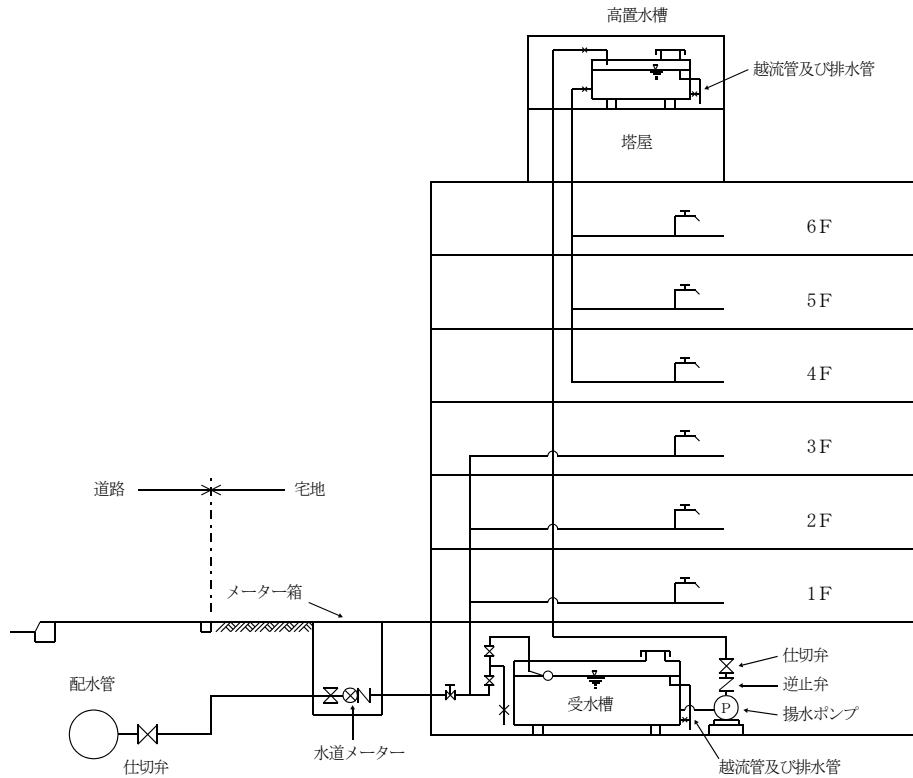 高置水槽
越流管及び排水管
塔屋
6F
5F
4F
3F
道路
宅地
2F
メーター箱
1F
仕切弁
配水管
逆止弁
受水槽
P
揚水ポンプ
水道メーター
仕切弁
越流管及び排水管